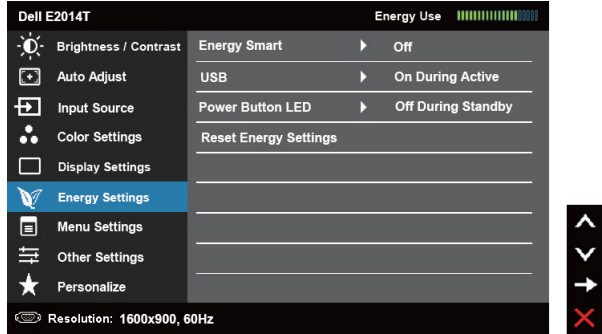 Dell E2014T Energy Use
Brightness / Contrast Energy Smart Off
Auto Adjust USB On During Active
Input Source Power Button LED Off During Standby
Color Settings Reset Energy Settings
Display Settings
Energy Settings
Menu Settings
Other Settings
Personalize
Resolution: 1600x900, 60Hz